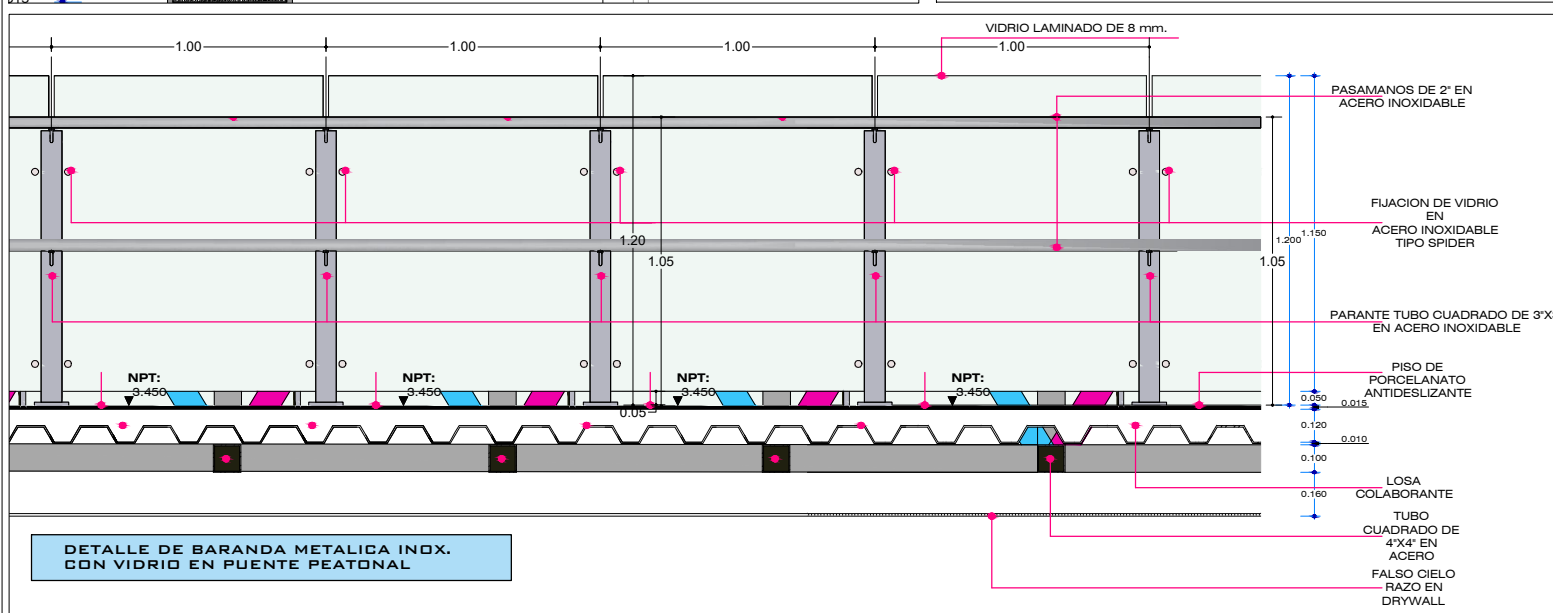 1.00 1.00 1.00 1.00
VIDRIO LAMINADO DE 8 mm.
PASAMANOS DE 2" EN
ACERO INOXIDABLE
FIJACION DE VIDRIO
EN
ACERO INOXIDABLE
TIPO SPIDER
1.20
1.05
1.05
1.200
1.150
PARANTE TUBO CUADRADO DE 3"X
EN ACERO INOXIDABLE
NPT: NPT: NPT: NPT:
3.450 3.450 3.450 3.450
0.05
PISO DE
PORCELANATO
ANTIDESLIZANTE
0.050
0.015
0.120
0.010
0.100
0.160
LOSA
COLABORANTE
TUBO
CUADRADO DE
4"X4" EN
ACERO
FALSO CIELO
RAZO EN
DRYWALL
DETALLE DE BARANDA METALICA INOX.
CON VIDRIO EN PUENTE PEATONAL